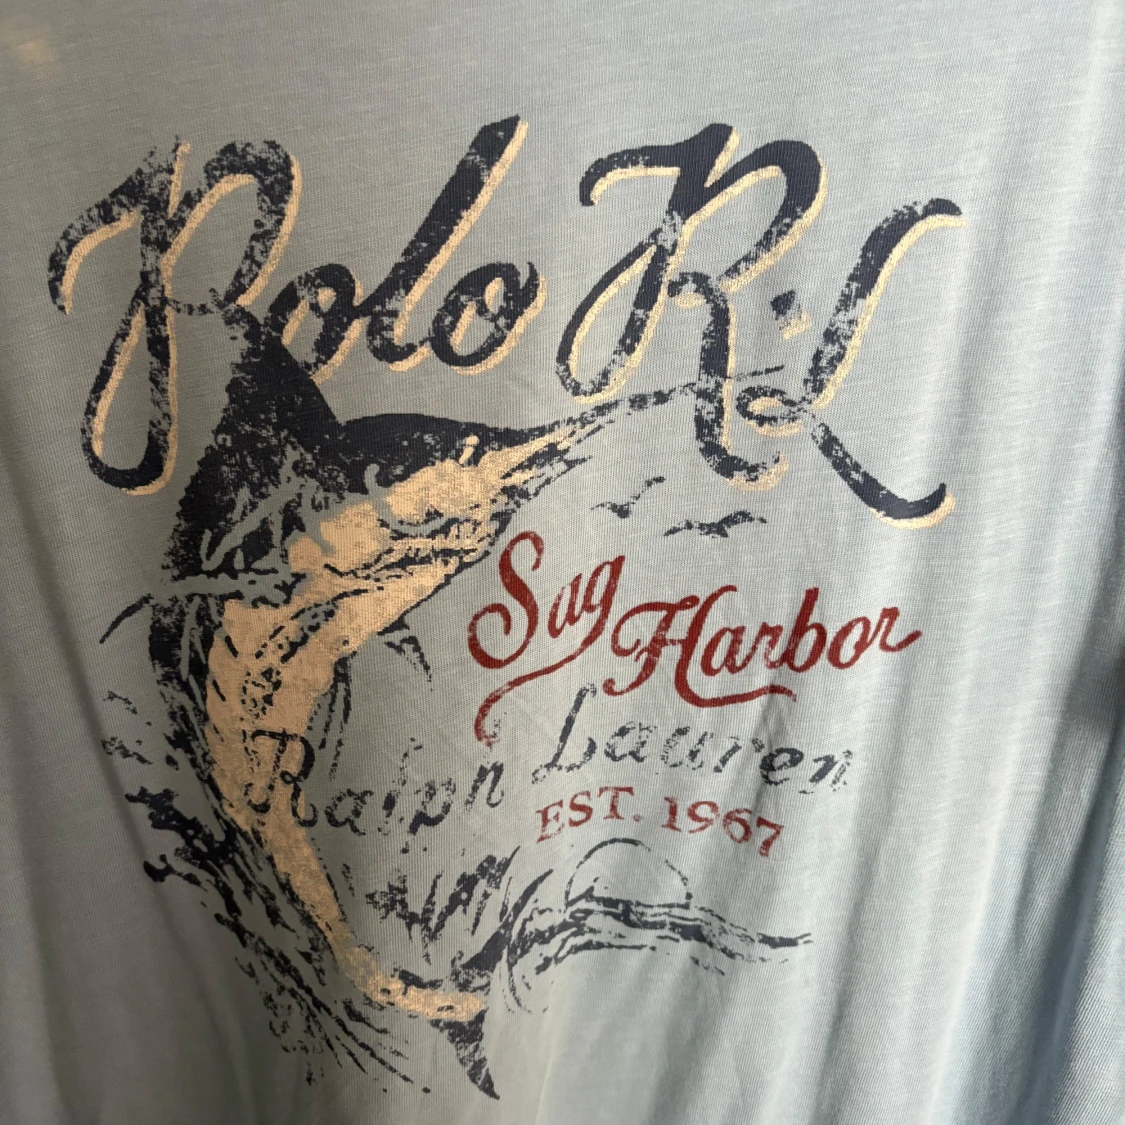 Polo R.L
Sag
Harbor
Ralph Lauren
EST. 1967